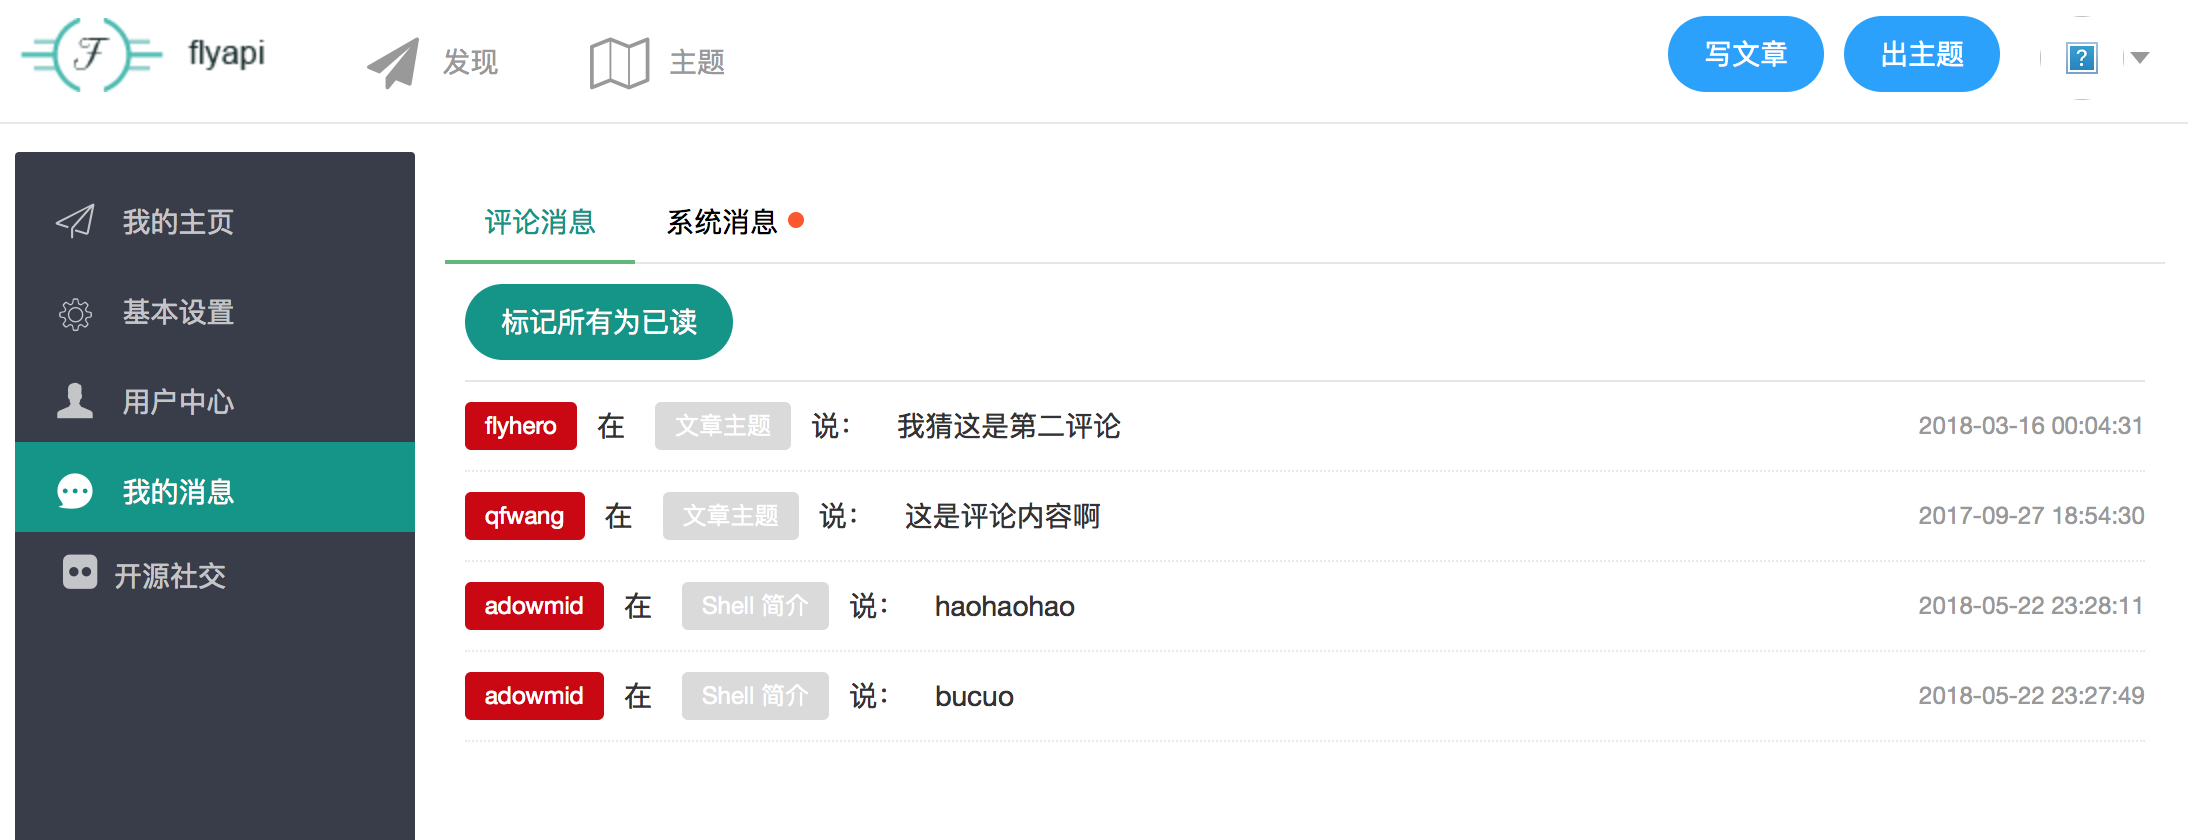 flyapi 发现 主题 写文章 出主题
我的主页
基本设置
用户中心
我的消息
开源社交
评论消息 系统消息
标记所有为已读
flyhero 在 文章主题 说： 我猜这是第二评论 2018-03-16 00:04:31
qfwang 在 文章主题 说： 这是评论内容啊 2017-09-27 18:54:30
adowmid 在 Shell 简介 说： haohaohao 2018-05-22 23:28:11
adowmid 在 Shell 简介 说： bucuo 2018-05-22 23:27:49